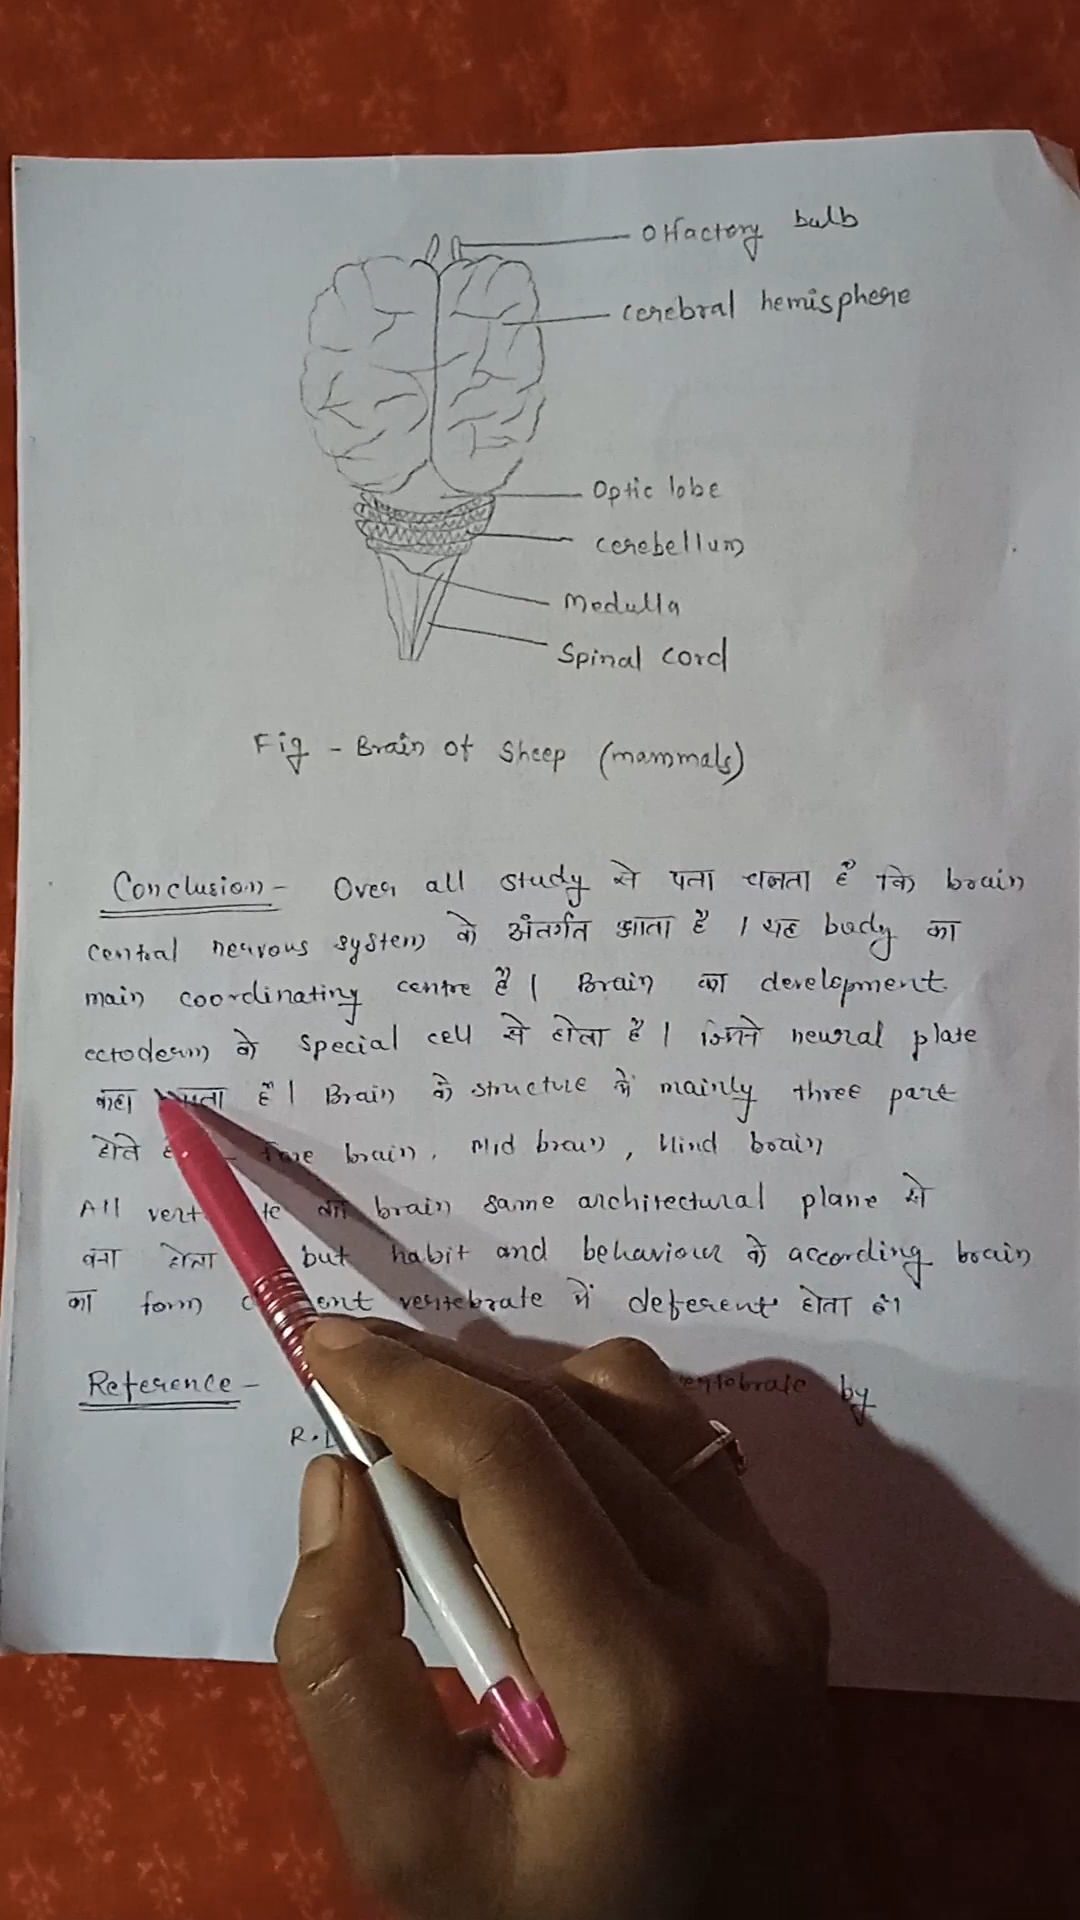 Olfactory bulb
cerebral hemisphere
Optic lobe
cerebellum
Medulla
Spinal cord
Fig - Brain of Sheep (mammals)
Conclusion - Over all study से पता चलता है कि brain
central nervous system के अंतर्गत आता है । यह body का
main coordinating centre है । Brain का development
ectoderm के special cell से होता है । जिसे neural plate
कहा है । Brain के structure में mainly three part
होते brain, Mid brain, Hind brain
All का brain same architectural plane से
बना होता but habit and behaviour के according brain
का form vertebrate में deferent होता है।
Reference - by